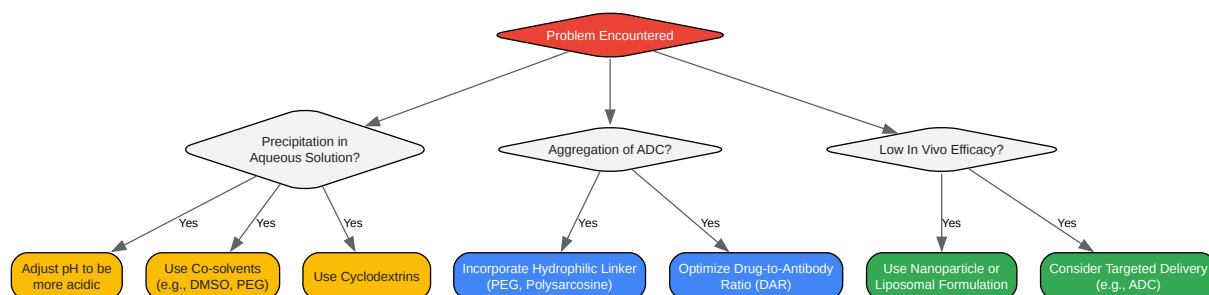 Problem Encountered
Precipitation in
Aqueous Solution?
Aggregation of ADC?
Low In Vivo Efficacy?
Yes
Yes
Yes
Yes
Yes
Yes
Yes
Adjust pH to be
more acidic
Use Co-solvents
(e.g., DMSO, PEG)
Use Cyclodextrins
Incorporate Hydrophilic Linker
(PEG, Polysarcosine)
Optimize Drug-to-Antibody
Ratio (DAR)
Use Nanoparticle or
Liposomal Formulation
Consider Targeted Delivery
(e.g., ADC)